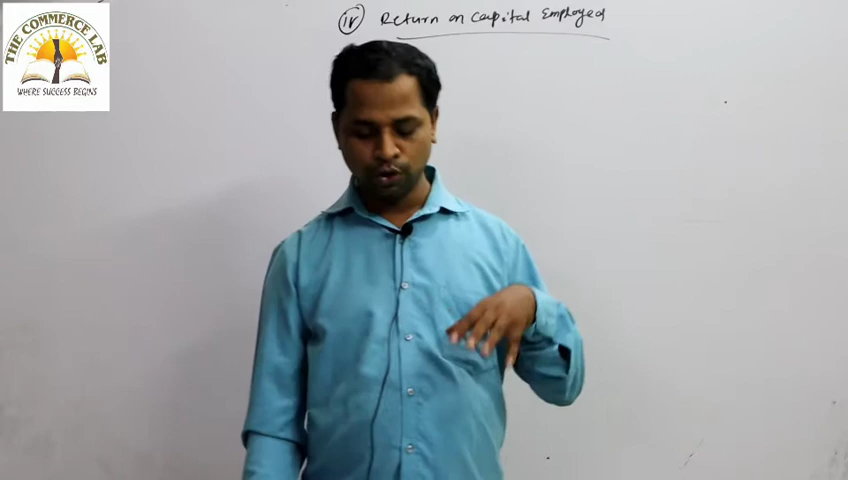 THE COMMERCE LAB
WHERE SUCCESS BEGINS
(iv) Return on Capital Employed